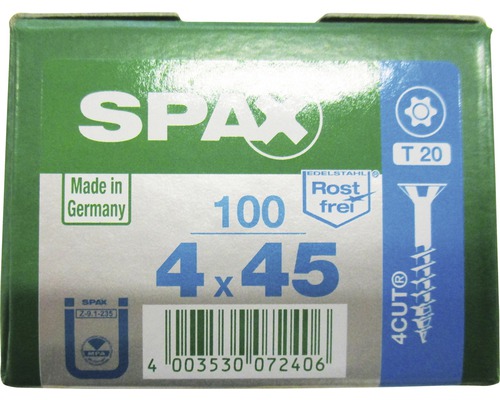 SPAX
T 20
Made in
Germany
100
4 x 45
EDELSTAHL®
Rost
frei
4CUT®
SPAX
Z-9.1-235
MPA
4 003530 072406